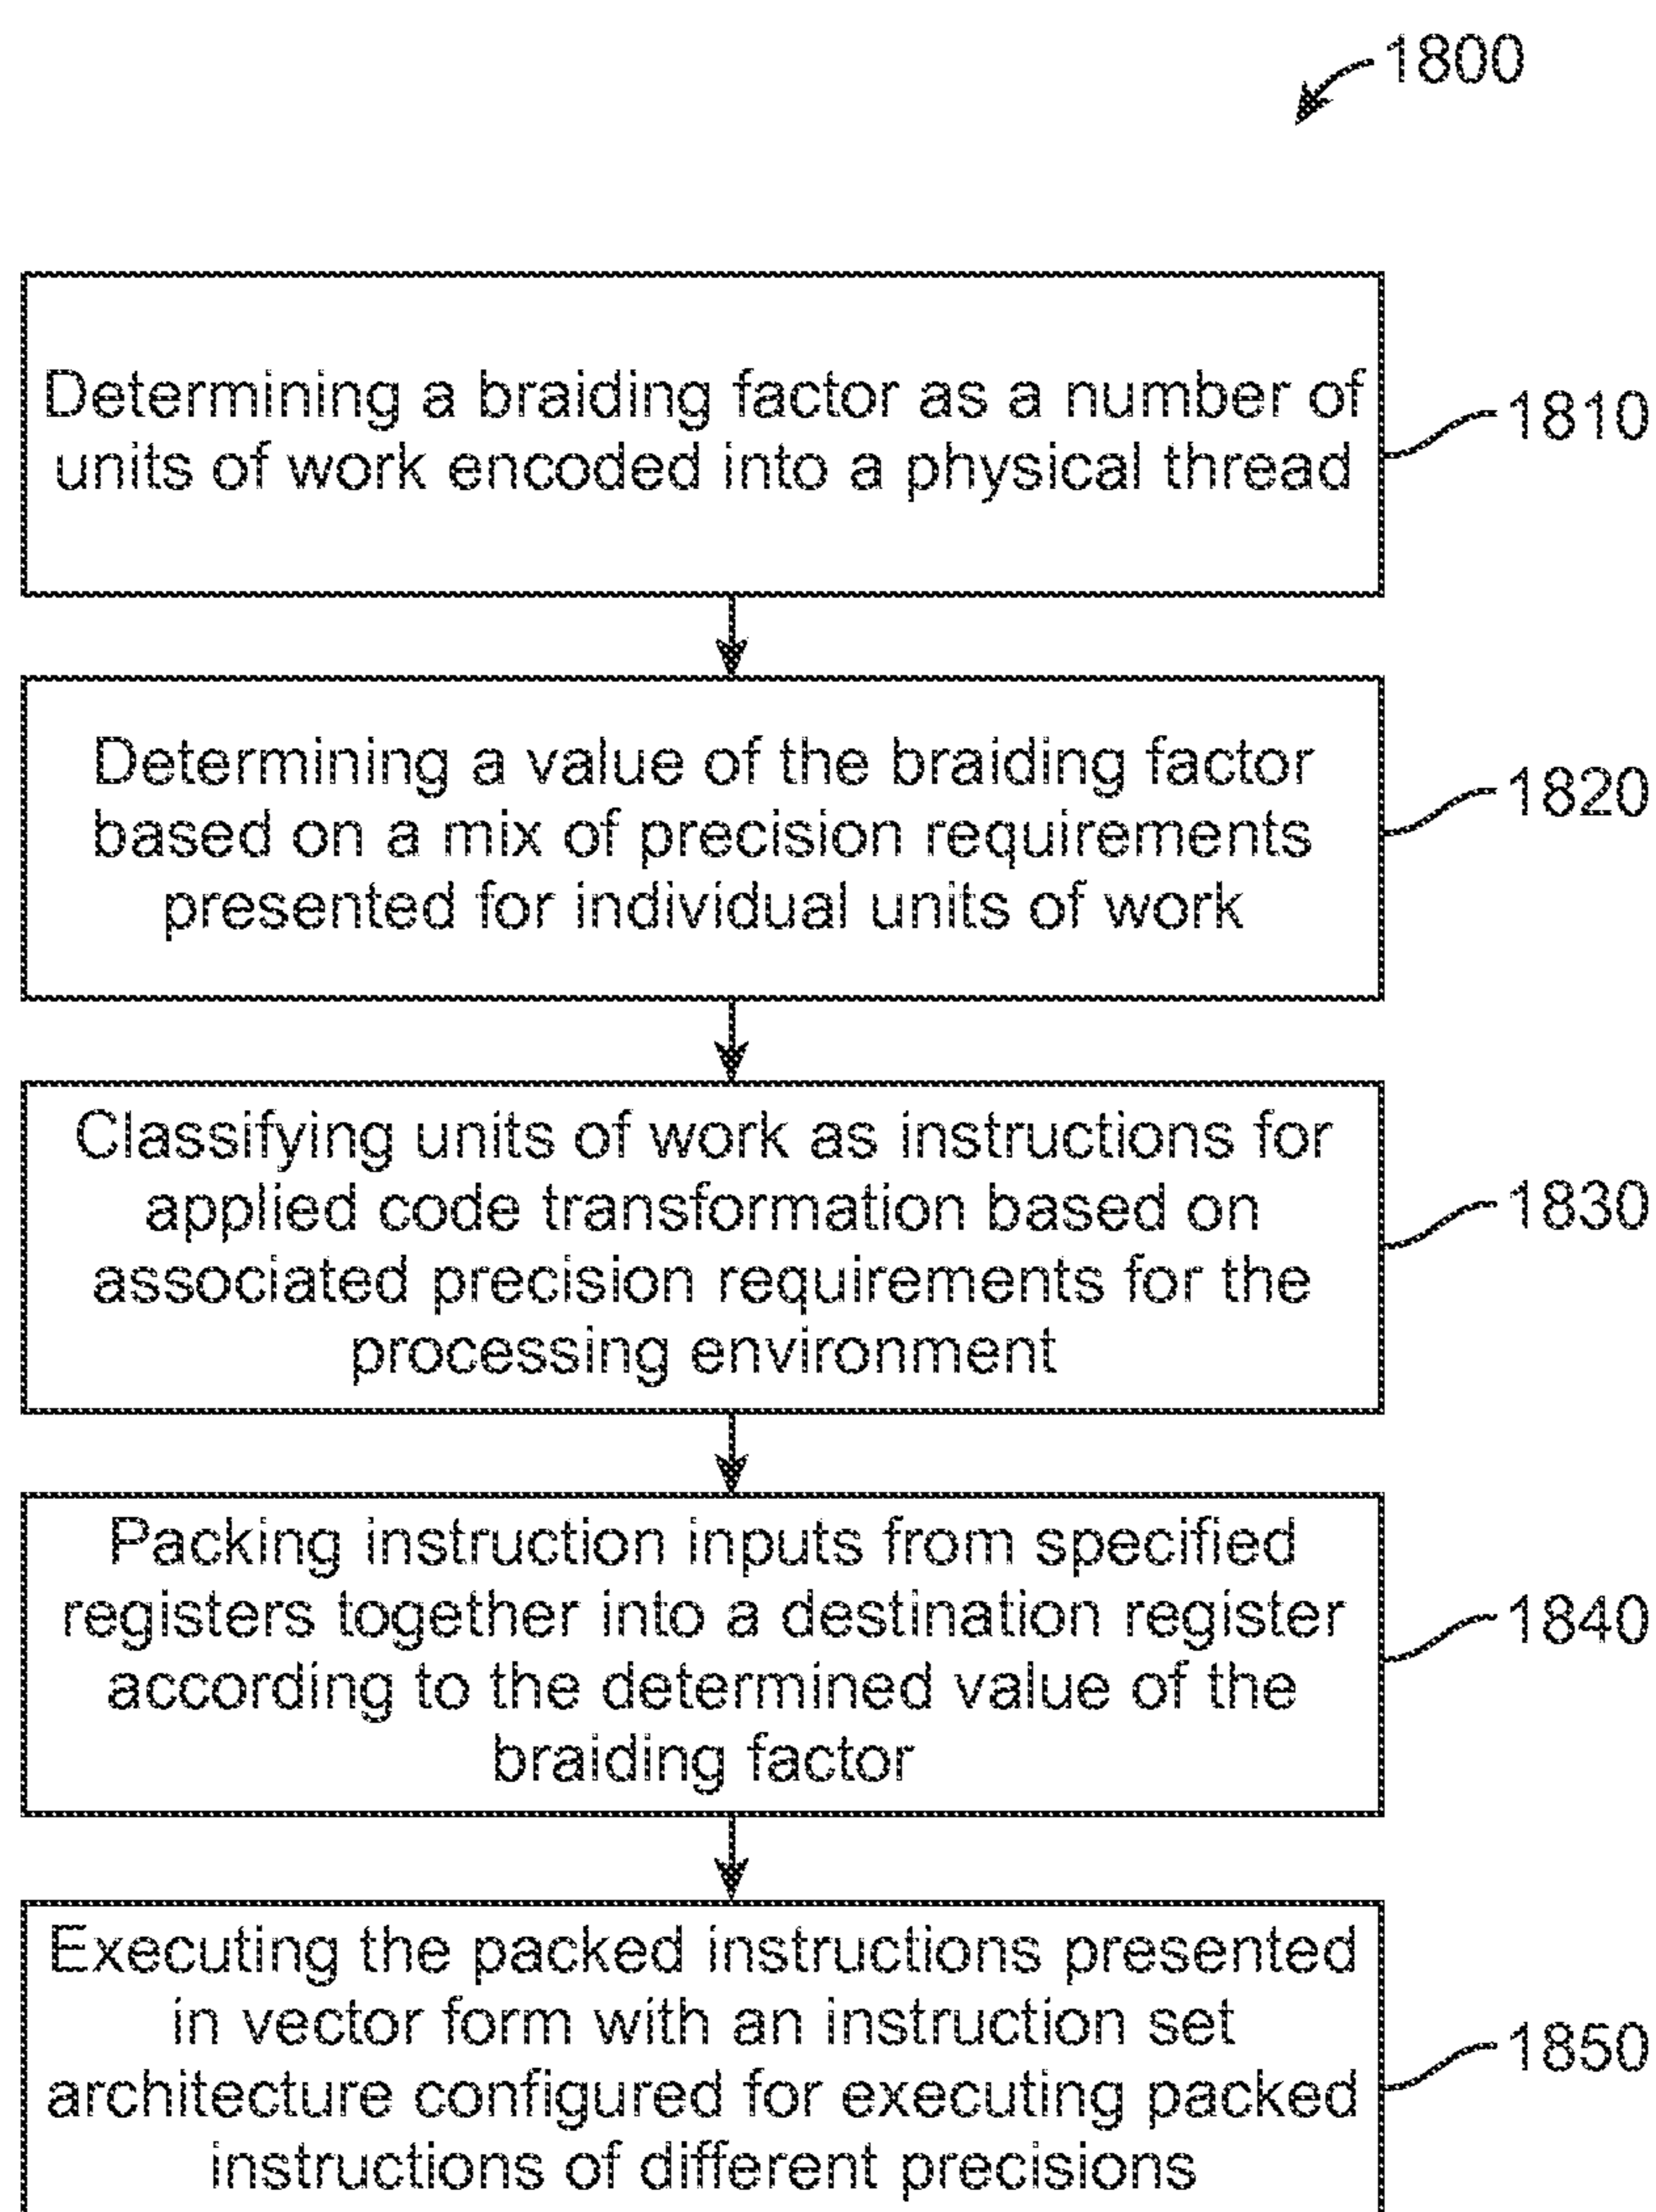 1800
Determining a braiding factor as a number of
units of work encoded into a physical thread
1810
Determining a value of the braiding factor
based on a mix of precision requirements
presented for individual units of work
1820
Classifying units of work as instructions for
applied code transformation based on
associated precision requirements for the
processing environment
1830
Packing instruction inputs from specified
registers together into a destination register
according to the determined value of the
braiding factor
1840
Executing the packed instructions presented
in vector form with an instruction set
architecture configured for executing packed
instructions of different precisions
1850